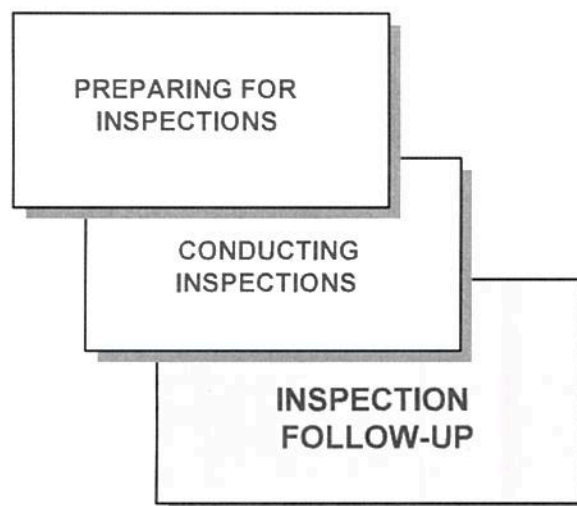 PREPARING FOR
INSPECTIONS
CONDUCTING
INSPECTIONS
INSPECTION
FOLLOW-UP